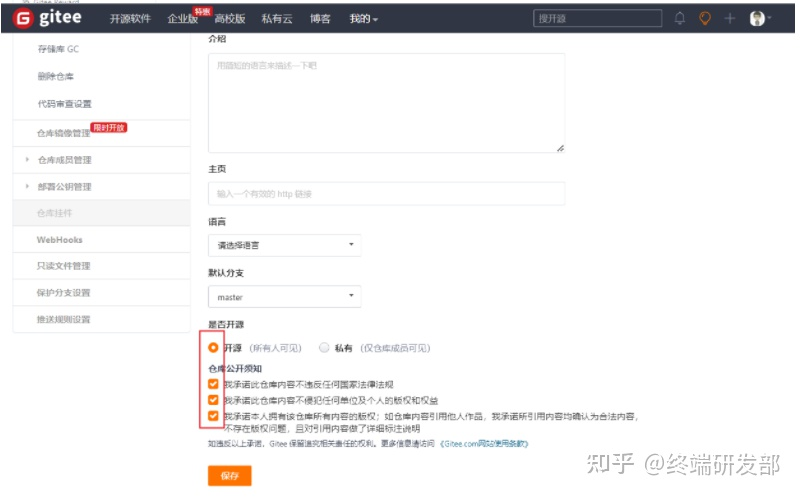 gitee 开源软件 企业版 特惠 高校版 私有云 博客 我的 搜开源
存储库 GC
删除仓库
代码审查设置
仓库镜像管理 限时开放
仓库成员管理
部署公钥管理
仓库挂件
WebHooks
只读文件管理
保护分支设置
推送规则设置
介绍
用简短的语言来描述一下吧
主页
输入一个有效的 http 链接
语言
请选择语言
默认分支
master
是否开源
开源 (所有人可见) 私有 (仅仓库成员可见)
仓库公开须知
我承诺此仓库内容不违反任何国家法律法规
我承诺此仓库内容不侵犯任何单位及个人的版权和权益
我承诺本人拥有该仓库所有内容的版权；如仓库内容引用他人作品，我承诺所引用内容均确认为合法内容，
不存在版权问题，且对引用内容做了详细标注说明
如违反以上承诺，Gitee 保留追究相关责任的权利。更多信息请访问 《Gitee.com网站使用条款》
保存
知乎 @终端研发部